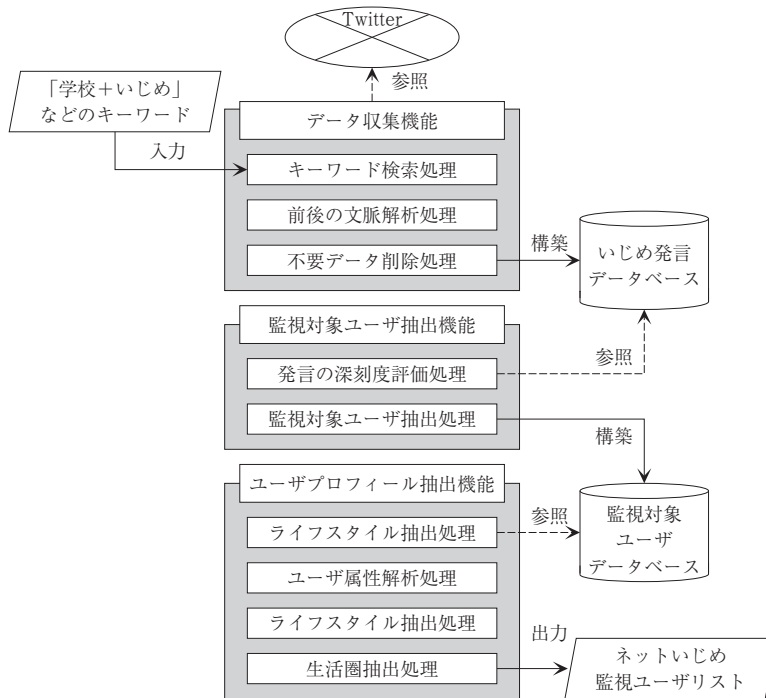 Twitter
参照
「学校＋いじめ」
などのキーワード
入力
データ収集機能
キーワード検索処理
前後の文脈解析処理
不要データ削除処理
構築
いじめ発言
データベース
監視対象ユーザ抽出機能
参照
発言の深刻度評価処理
監視対象ユーザ抽出処理
構築
ユーザプロフィール抽出機能
ライフスタイル抽出処理
参照
監視対象
ユーザ
データベース
ユーザ属性解析処理
ライフスタイル抽出処理
生活圏抽出処理
出力
ネットいじめ
監視ユーザリスト